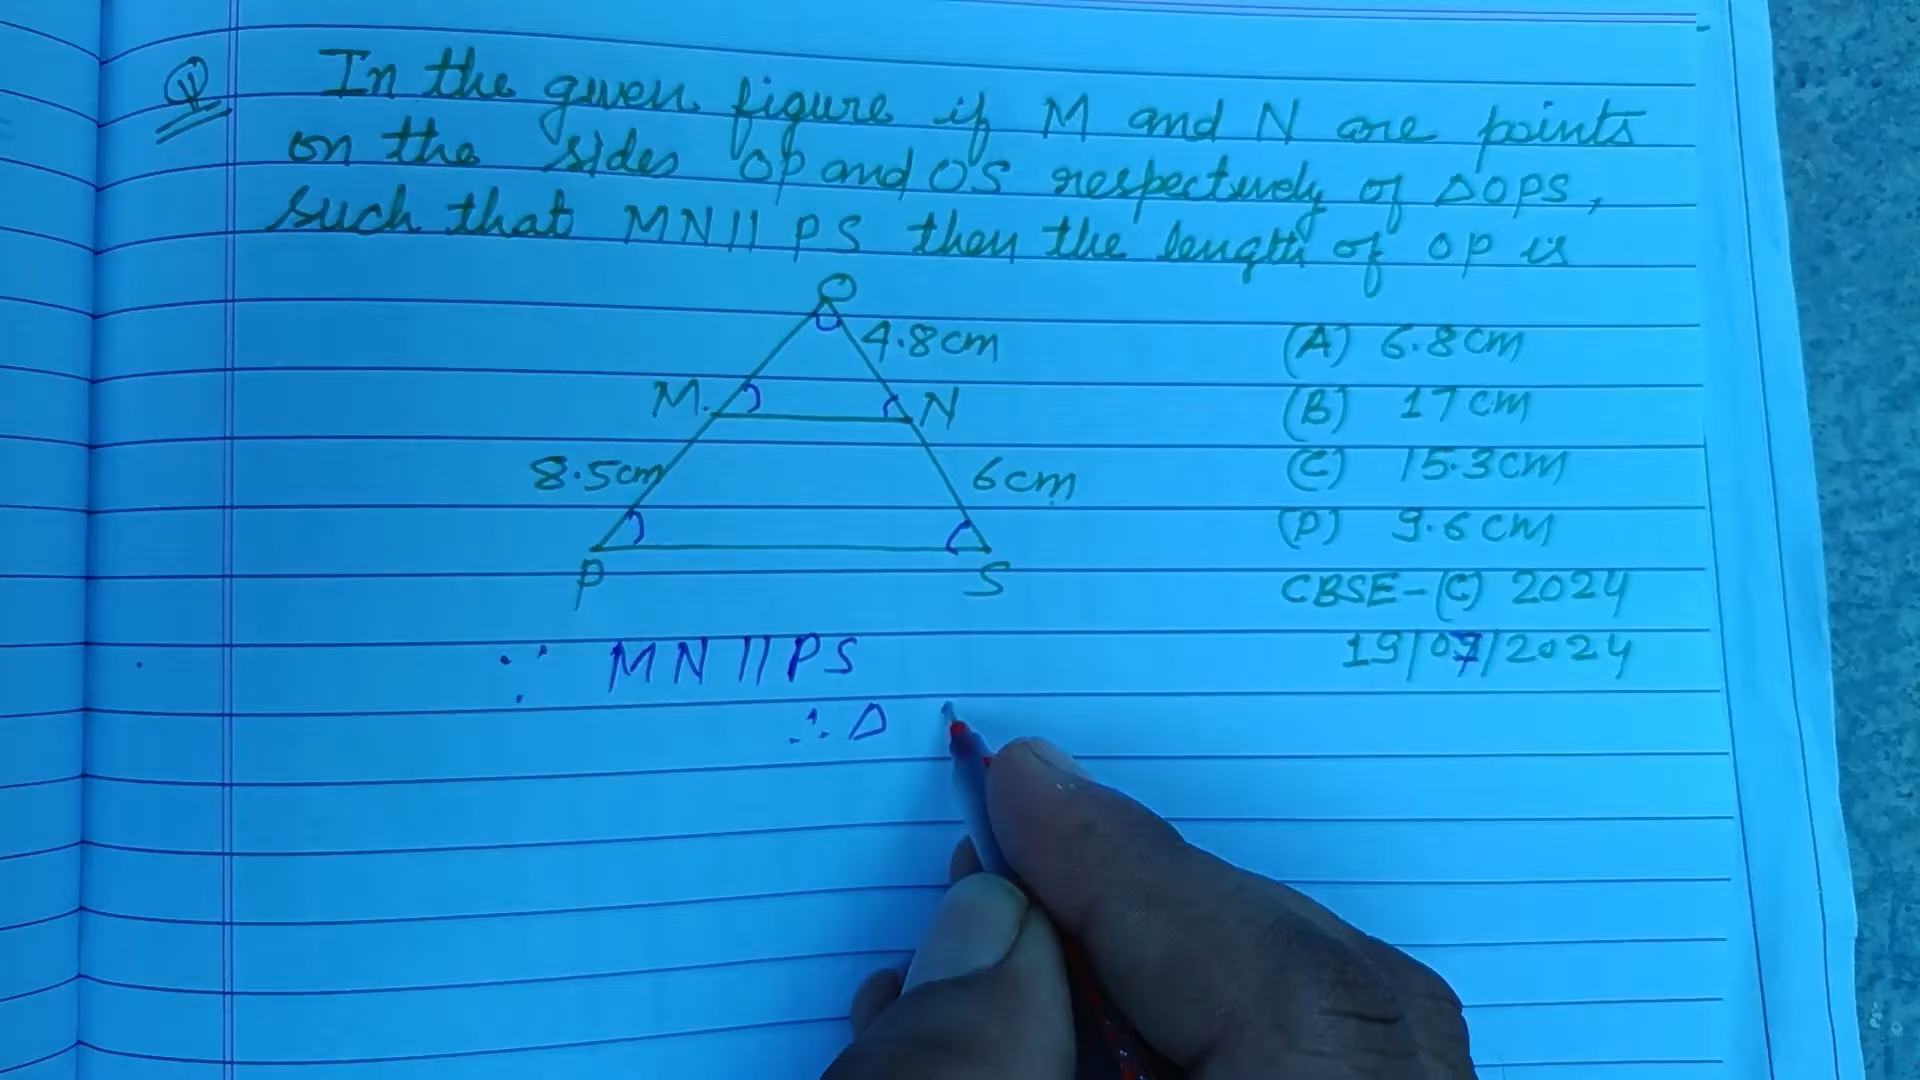 Q In the given figure if M and N are points
on the sides OP and OS respectively of ΔOPS,
such that MN || PS then the length of OP is
O
4.8cm
M
N
8.5cm
6cm
P
S
(A) 6.8cm
(B) 17cm
(C) 15.3cm
(D) 9.6cm
CBSE-(C) 2024
19/07/2024
∵ MN || PS
∴ Δ